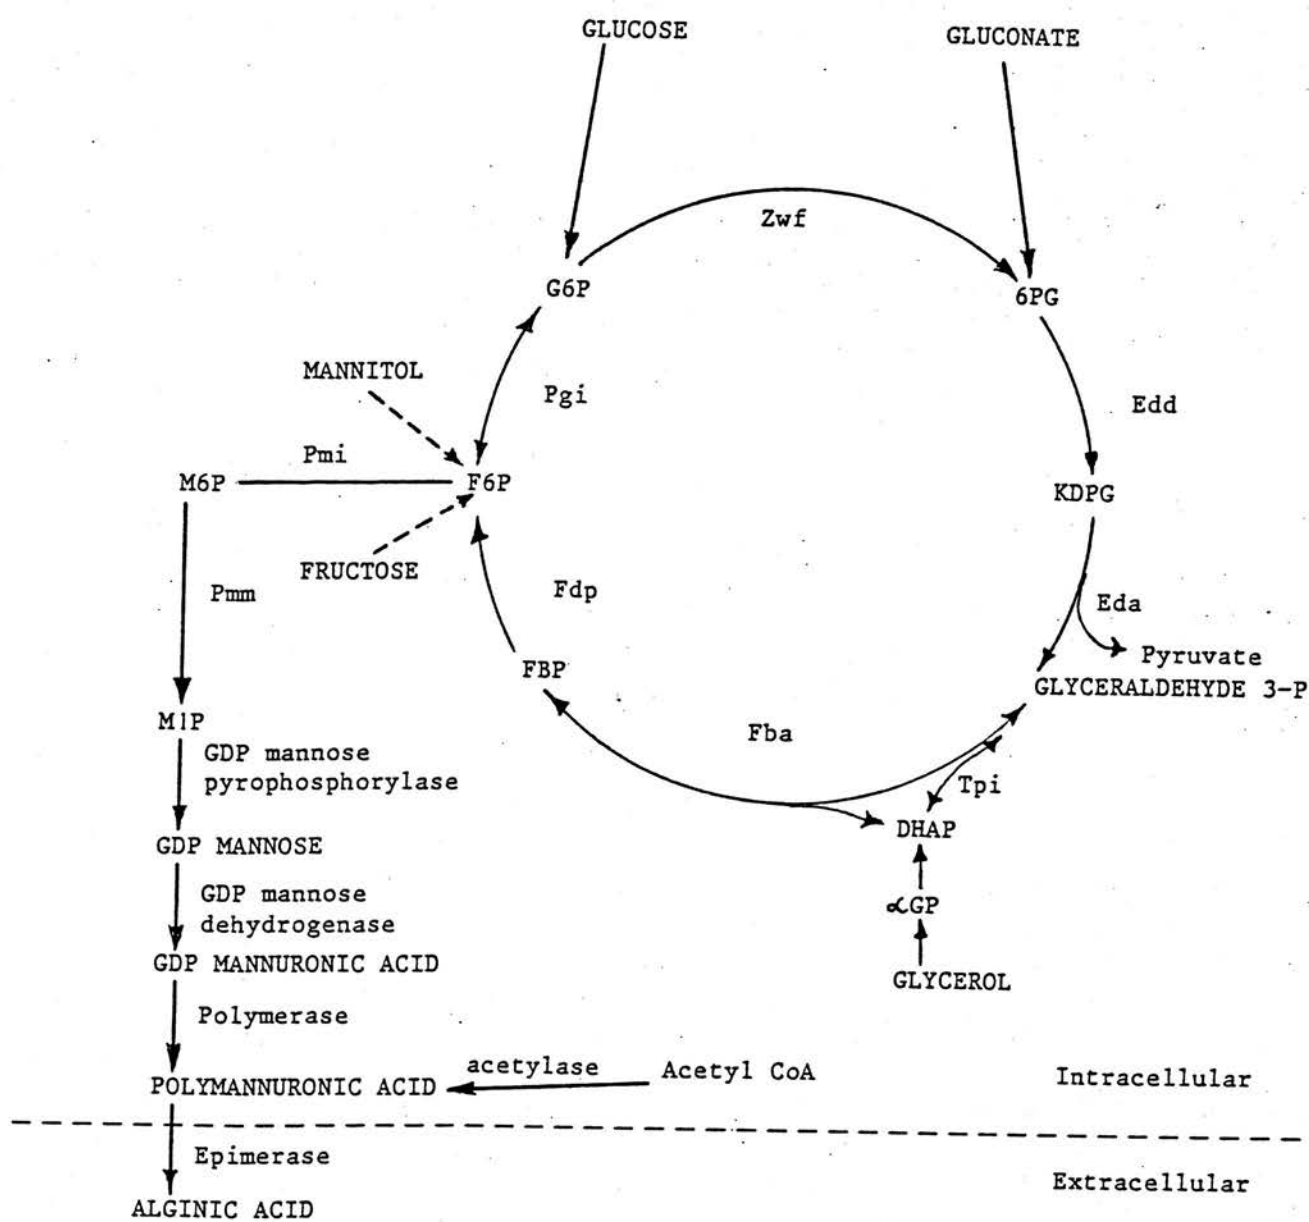 GLUCOSE
GLUCONATE
Zwf
G6P
6PG
MANNITOL
Pgi
Edd
Pmi
M6P
F6P
KDPG
FRUCTOSE
Fdp
Pmm
Eda
FBP
Pyruvate
GLYCERALDEHYDE 3-P
M1P
Fba
GDP mannose
pyrophosphorylase
Tpi
DHAP
GDP MANNOSE
GDP mannose
dehydrogenase
αGP
GDP MANNURONIC ACID
GLYCEROL
Polymerase
acetylase
Acetyl CoA
Intracellular
POLYMANNURONIC ACID
Epimerase
Extracellular
ALGINIC ACID